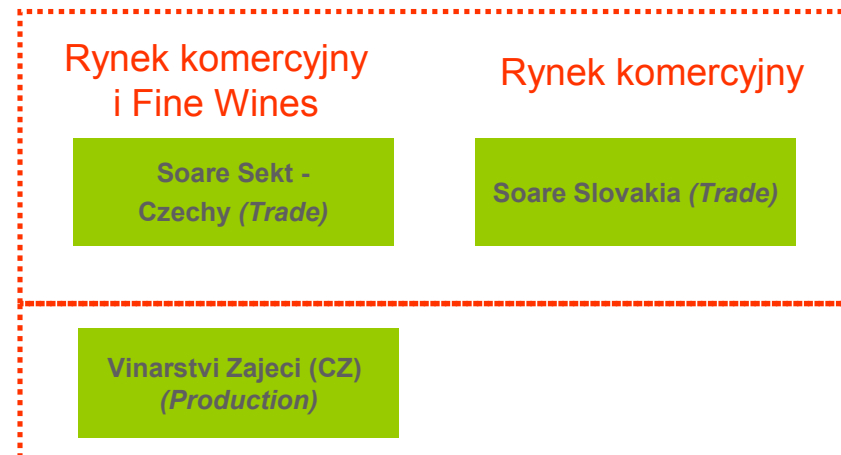 Rynek komercyjny
i Fine Wines
Rynek komercyjny
Soare Sekt -
Czechy (Trade)
Soare Slovakia (Trade)
Vinarstvi Zajeci (CZ)
(Production)